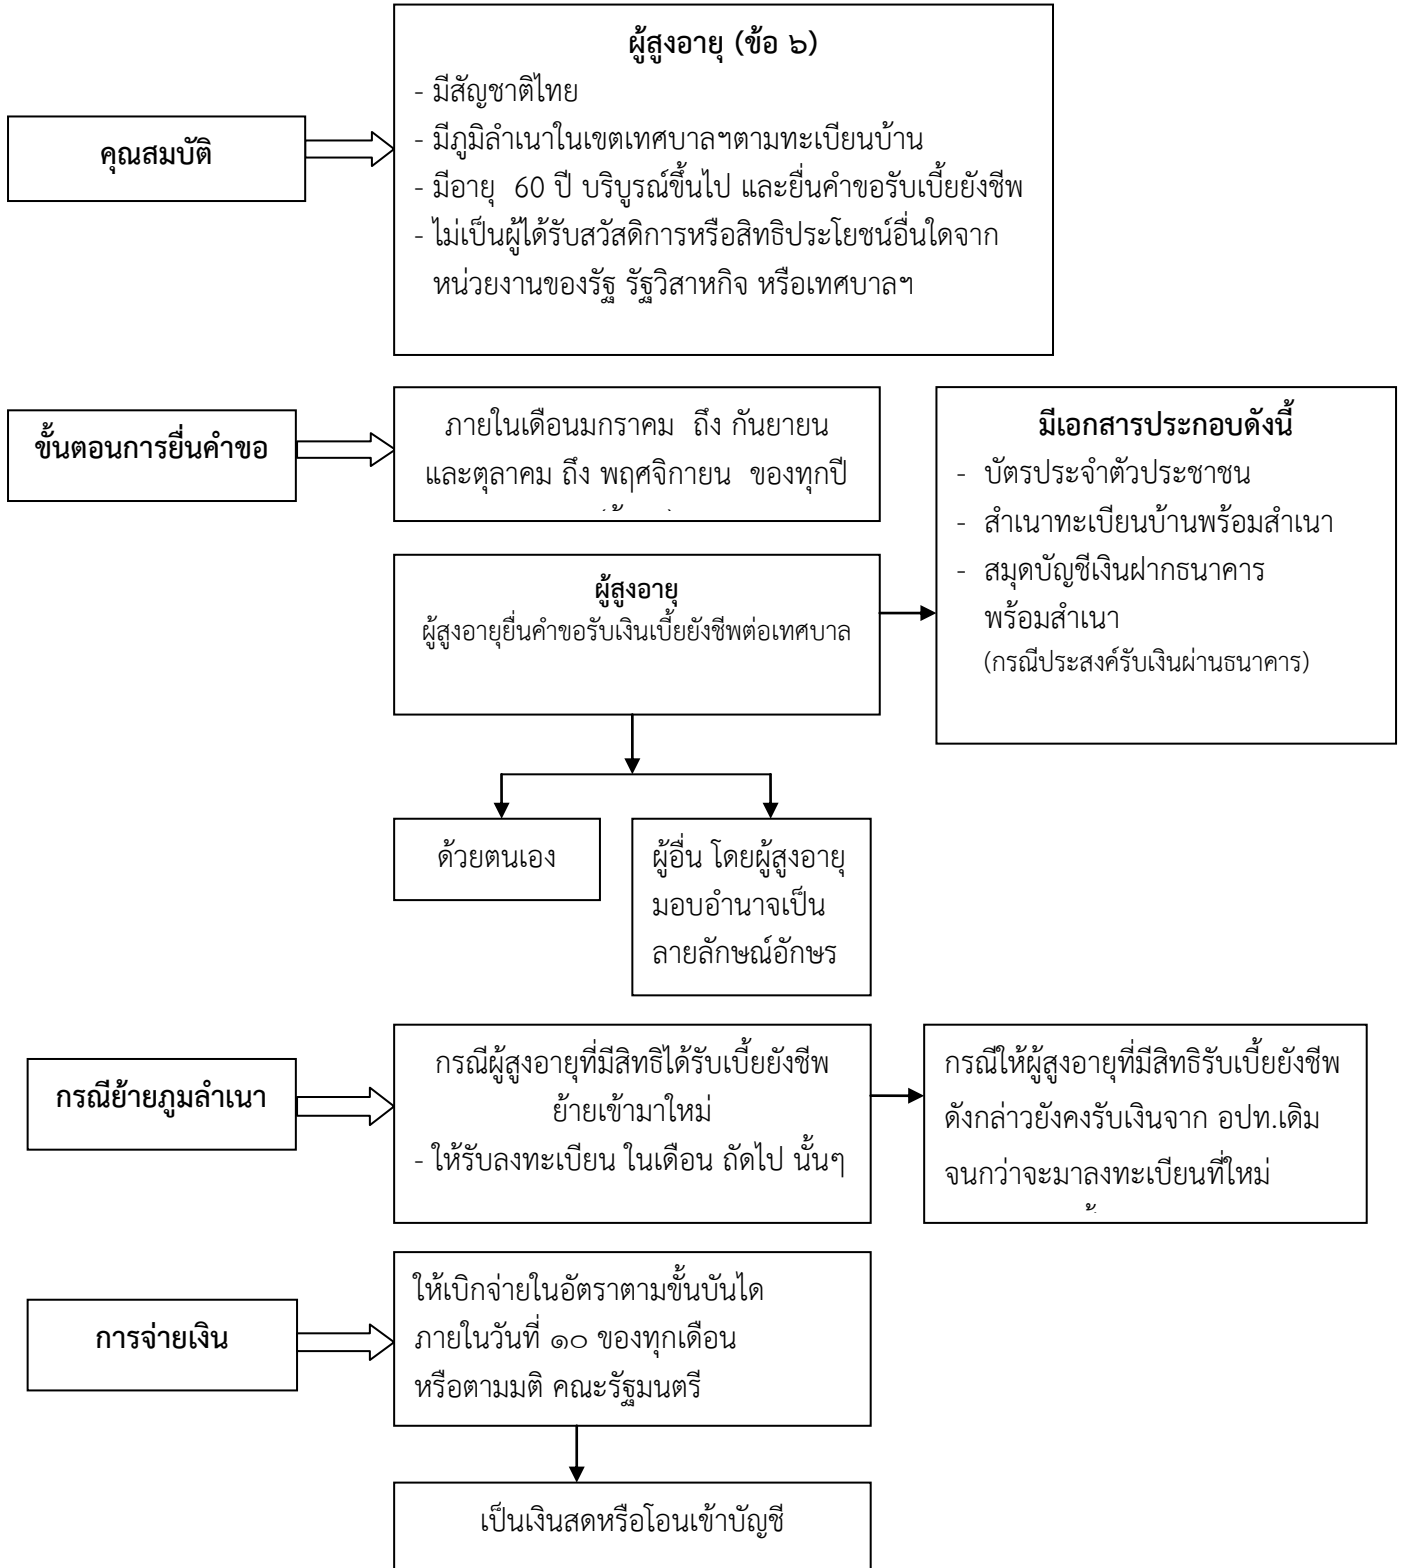 ผู้สูงอายุ (ข้อ ๖)
คุณสมบัติ
- มีสัญชาติไทย
- มีภูมิลำเนาในเขตเทศบาลฯตามทะเบียนบ้าน
- มีอายุ 60 ปี บริบูรณ์ขึ้นไป และยื่นคำขอรับเบี้ยยังชีพ
- ไม่เป็นผู้ได้รับสวัสดิการหรือสิทธิประโยชน์อื่นใดจาก
หน่วยงานของรัฐ รัฐวิสาหกิจ หรือเทศบาลฯ
ขั้นตอนการยื่นคำขอ
ภายในเดือนมกราคม ถึง กันยายน
และตุลาคม ถึง พฤศจิกายน ของทุกปี
มีเอกสารประกอบดังนี้
- บัตรประจำตัวประชาชน
- สำเนาทะเบียนบ้านพร้อมสำเนา
- สมุดบัญชีเงินฝากธนาคาร
พร้อมสำเนา
(กรณีประสงค์รับเงินผ่านธนาคาร)
ผู้สูงอายุ
ผู้สูงอายุยื่นคำขอรับเงินเบี้ยยังชีพต่อเทศบาล
ด้วยตนเอง
ผู้อื่น โดยผู้สูงอายุ
มอบอำนาจเป็น
ลายลักษณ์อักษร
กรณีย้ายภูมลำเนา
กรณีผู้สูงอายุที่มีสิทธิได้รับเบี้ยยังชีพ
ย้ายเข้ามาใหม่
- ให้รับลงทะเบียน ในเดือน ถัดไป นั้นๆ
กรณีให้ผู้สูงอายุที่มีสิทธิรับเบี้ยยังชีพ
ดังกล่าวยังคงรับเงินจาก อปท.เดิม
จนกว่าจะมาลงทะเบียนที่ใหม่
การจ่ายเงิน
ให้เบิกจ่ายในอัตราตามขั้นบันได
ภายในวันที่ ๑๐ ของทุกเดือน
หรือตามมติ คณะรัฐมนตรี
เป็นเงินสดหรือโอนเข้าบัญชี